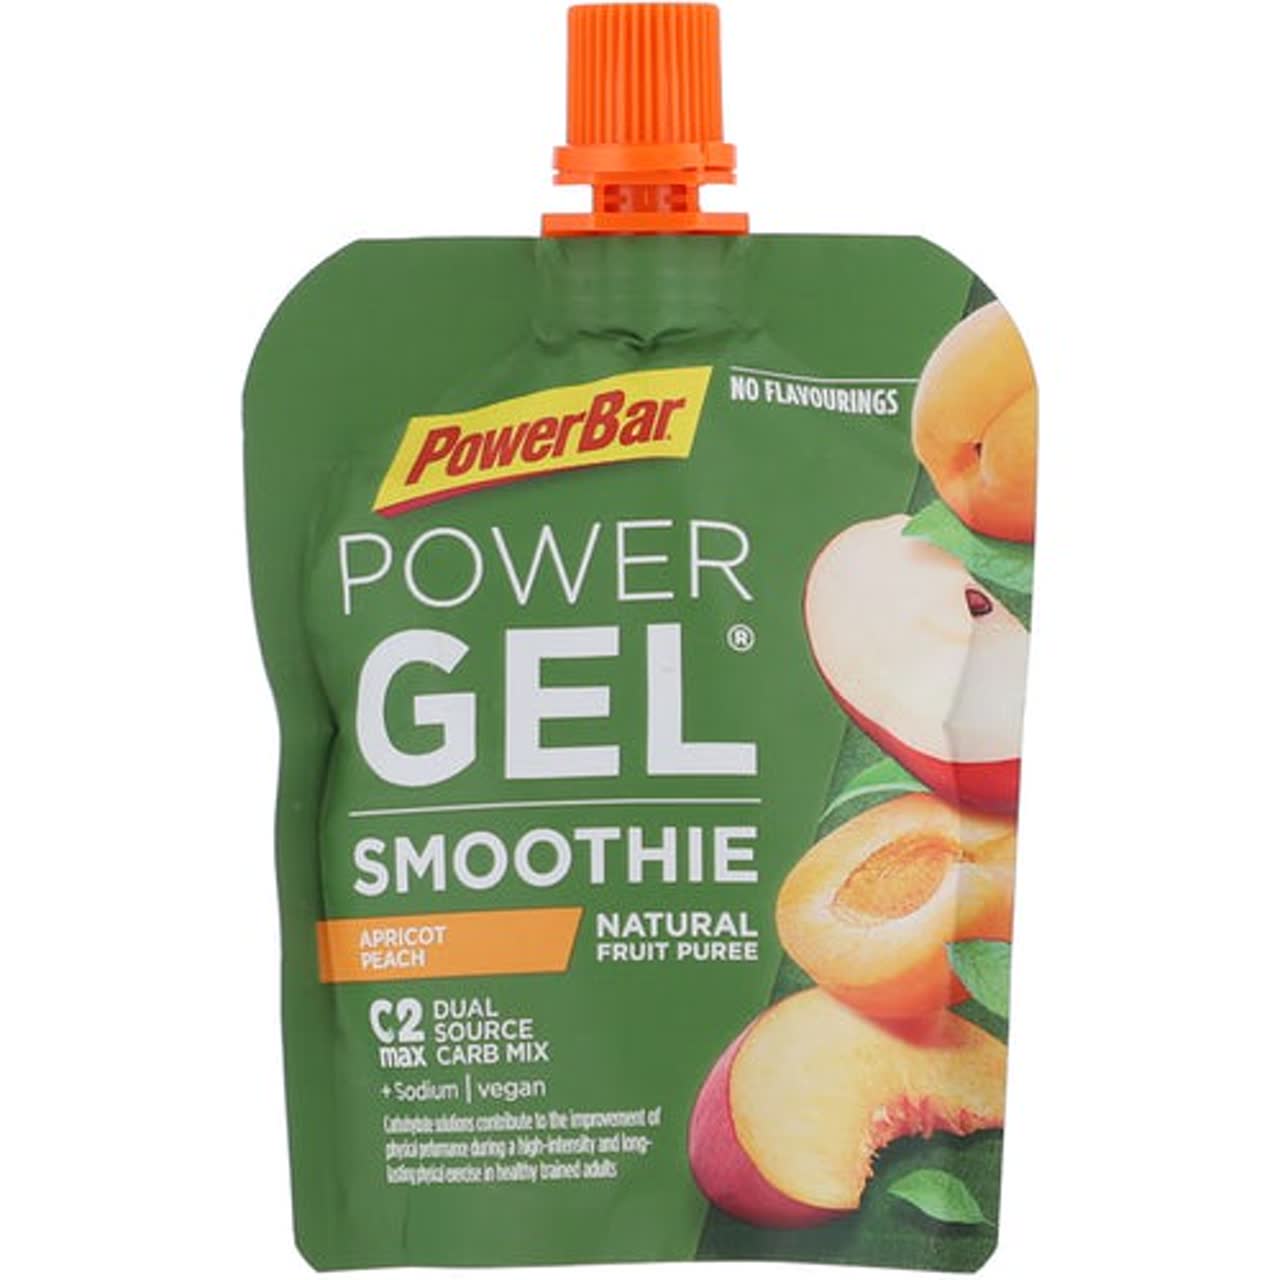 PowerBar
NO FLAVOURINGS
POWER
GEL®
SMOOTHIE
APRICOT
PEACH
NATURAL
FRUIT PUREE
C2
max
DUAL
SOURCE
CARB MIX
+ Sodium | vegan
Carbohydrate solutions contribute to the improvement of
physical performance during a high-intensity and long-
lasting physical exercise in healthy trained adults